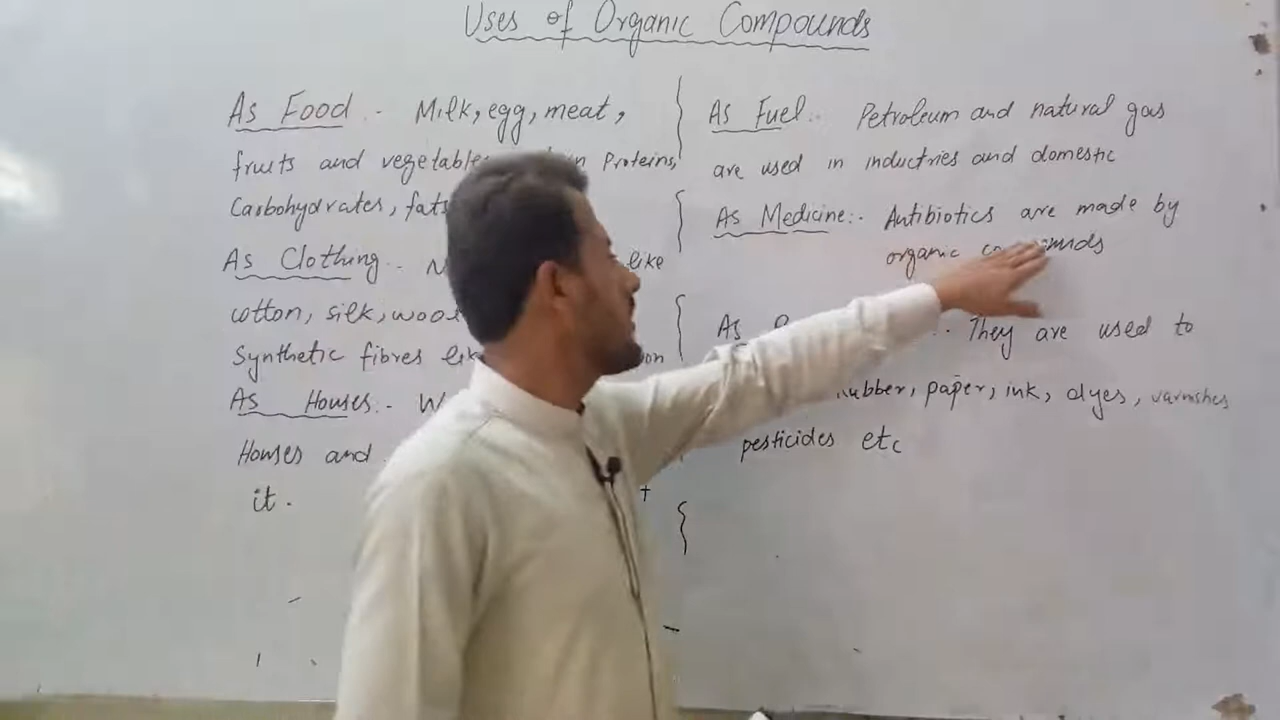 Uses of Organic Compounds
As Food - Milk, egg, meat,
fruits and vegetables Proteins,
Carbohydrates, fats
As Clothing - like
cotton, silk, wool
Synthetic fibres
As Houses -
Houses and
it.
As Fuel :- Petroleum and natural gas
are used in inductries and domestic
As Medicine :- Antibiotics are made by
organic compounds
As They are used to
rubber, paper, ink, dyes, varnishes
pesticides etc